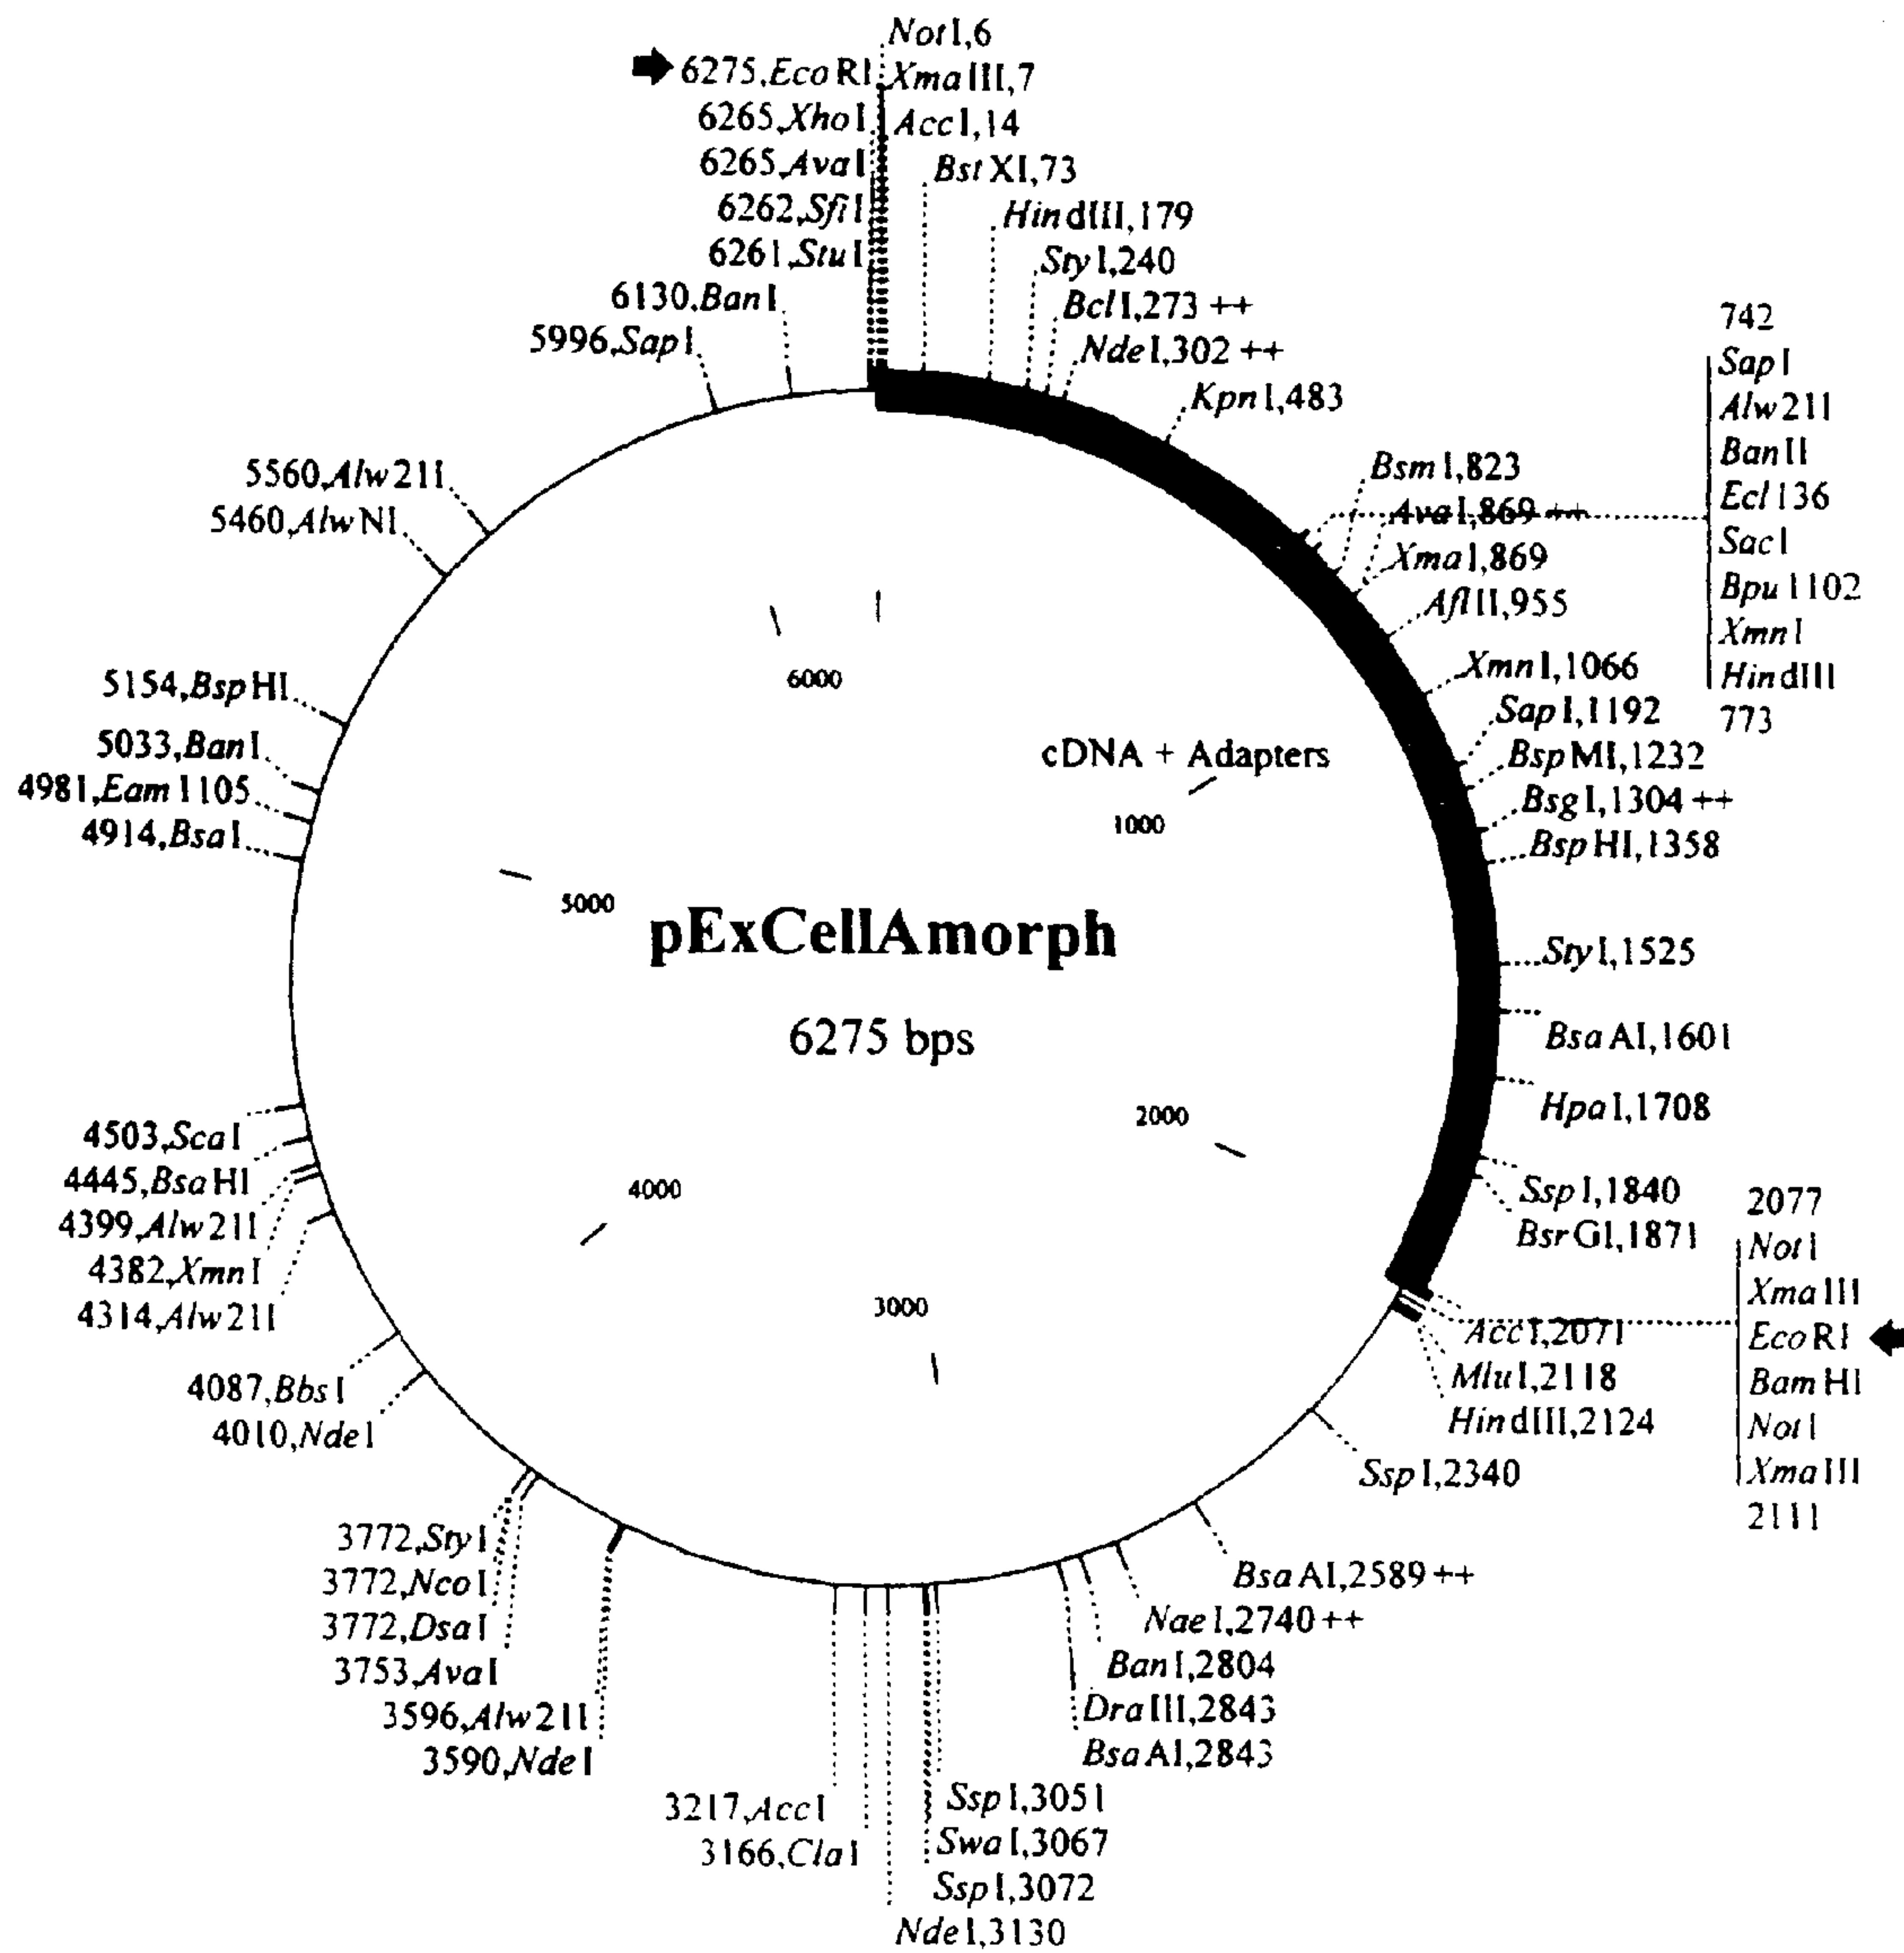 NotI,6
6275,EcoRI
XmaIII,7
6265,XhoI
AccI,14
6265,AvaI
BstXI,73
6262,SfiI
HindIII,179
6261,StuI
StyI,240
6130,BanI
BclI,273 ++
5996,SapI
NdeI,302 ++
KpnI,483
742
SapI
Alw21I
BanII
Ecl136
SacI
Bpu1102
XmnI
HindIII
773
BsmI,823
AvaI,869 ++
XmaI,869
AflII,955
XmnI,1066
SapI,1192
BspMI,1232
BsgI,1304 ++
BspHI,1358
StyI,1525
BsaAI,1601
HpaI,1708
SspI,1840
BsrGI,1871
2077
NotI
XmaIII
EcoRI
BamHI
NotI
XmaIII
2111
AccI,2071
MluI,2118
HindIII,2124
SspI,2340
BsaAI,2589 ++
NaeI,2740 ++
BanI,2804
DraIII,2843
BsaAI,2843
SspI,3051
SwaI,3067
SspI,3072
NdeI,3130
3166,ClaI
3217,AccI
3590,NdeI
3596,Alw21I
3753,AvaI
3772,DsaI
3772,NcoI
3772,StyI
4010,NdeI
4087,BbsI
4314,Alw21I
4382,XmnI
4399,Alw21I
4445,BsaHI
4503,ScaI
4914,BsaI
4981,Eam1105
5033,BanI
5154,BspHI
5460,AlwNI
5560,Alw21I
6000
cDNA + Adapters
1000
5000
pExCellAmorph
6275 bps
2000
4000
3000